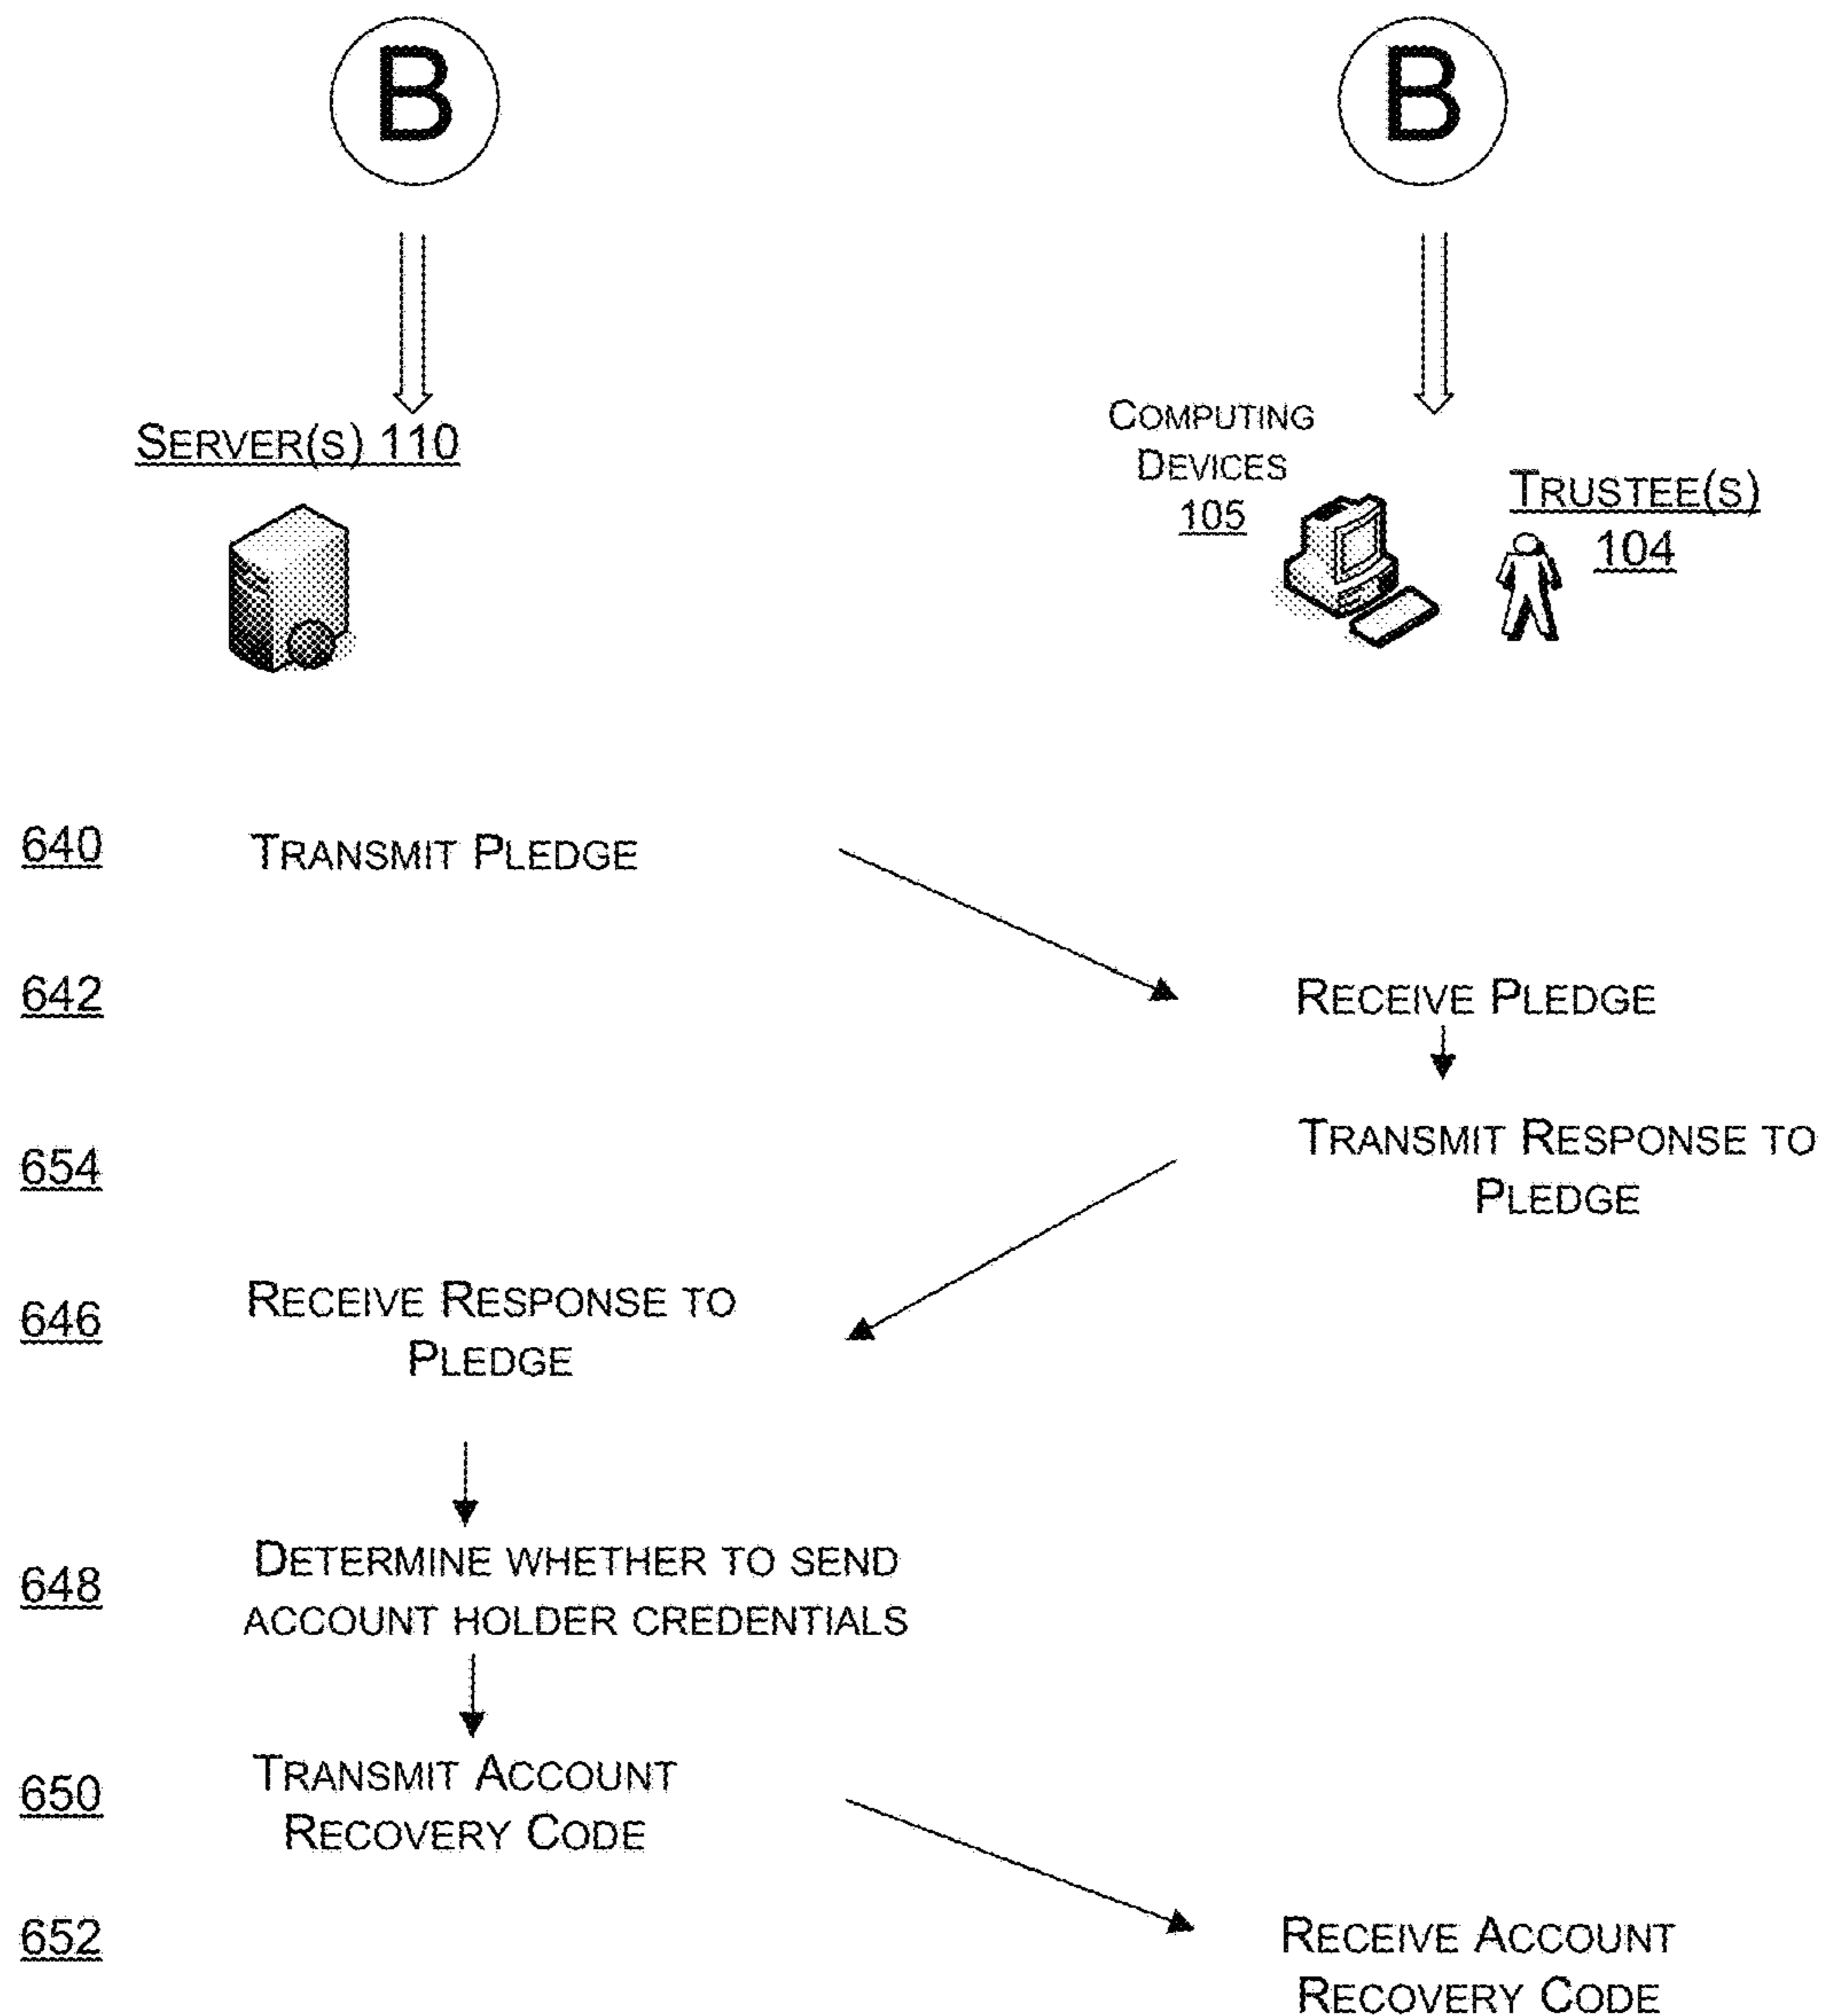 B
B
SERVER(S) 110
COMPUTING
DEVICES
105
TRUSTEE(S)
104
640
TRANSMIT PLEDGE
642
RECEIVE PLEDGE
654
TRANSMIT RESPONSE TO
PLEDGE
646
RECEIVE RESPONSE TO
PLEDGE
648
DETERMINE WHETHER TO SEND
ACCOUNT HOLDER CREDENTIALS
650
TRANSMIT ACCOUNT
RECOVERY CODE
652
RECEIVE ACCOUNT
RECOVERY CODE